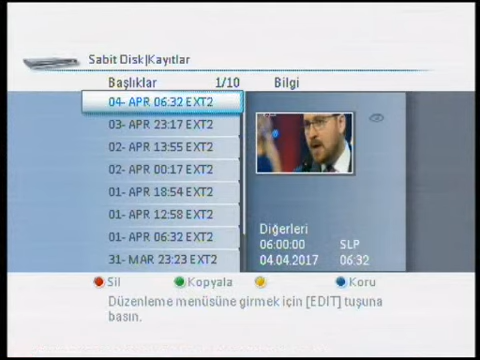 Sabit Disk|Kayıtlar
Başlıklar 1/10 Bilgi
04- APR 06:32 EXT2
03- APR 23:17 EXT2
02- APR 13:55 EXT2
02- APR 00:17 EXT2
01- APR 18:54 EXT2
01- APR 12:58 EXT2
01- APR 06:32 EXT2
31- MAR 23:23 EXT2
Diğerleri
06:00:00 SLP
04.04.2017 06:32
Sil Kopyala Koru
Düzenleme menüsüne girmek için [EDIT] tuşuna
basın.